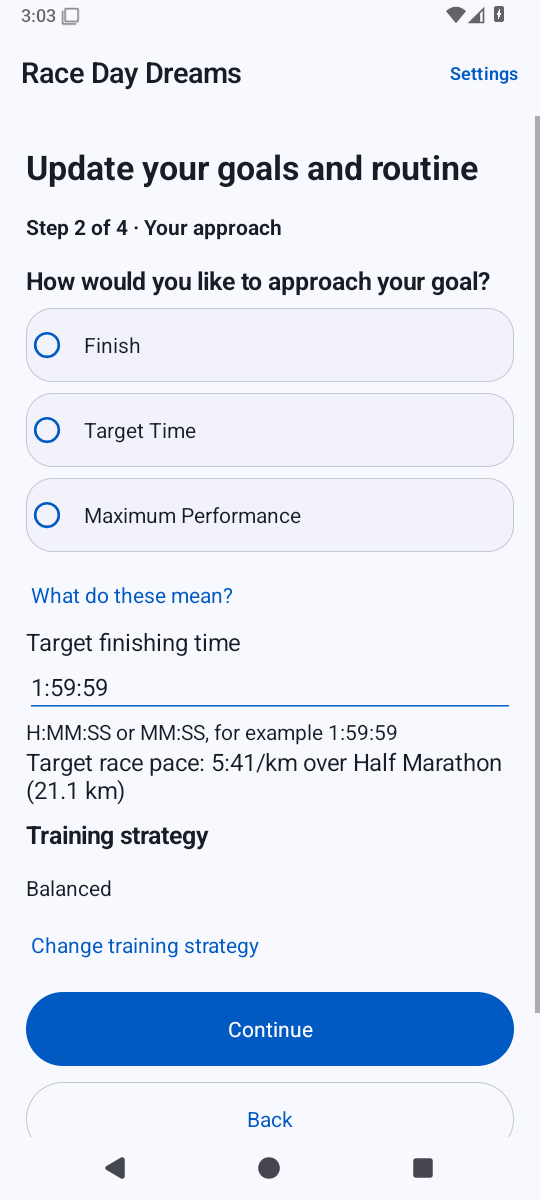 3:03
Race Day Dreams
Settings
Update your goals and routine
Step 2 of 4 · Your approach
How would you like to approach your goal?
Finish
Target Time
Maximum Performance
What do these mean?
Target finishing time
1:59:59
H:MM:SS or MM:SS, for example 1:59:59
Target race pace: 5:41/km over Half Marathon
(21.1 km)
Training strategy
Balanced
Change training strategy
Continue
Back